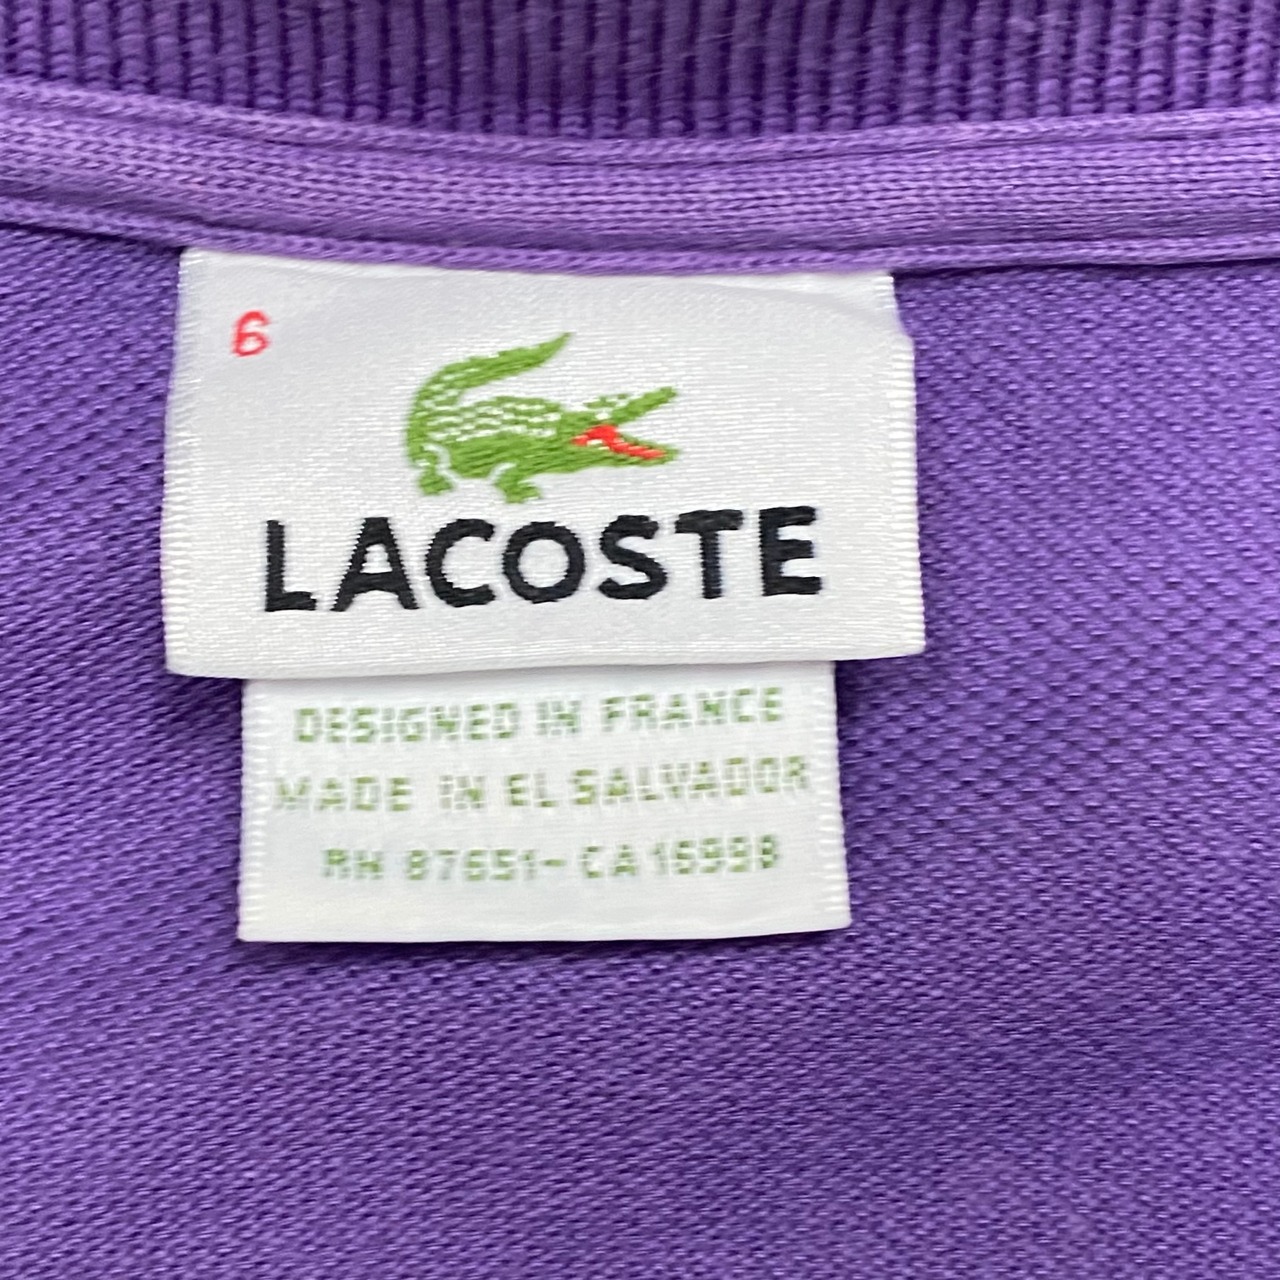 6
LACOSTE
DESIGNED IN FRANCE
MADE IN EL SALVADOR
RN 87651- CA 16998